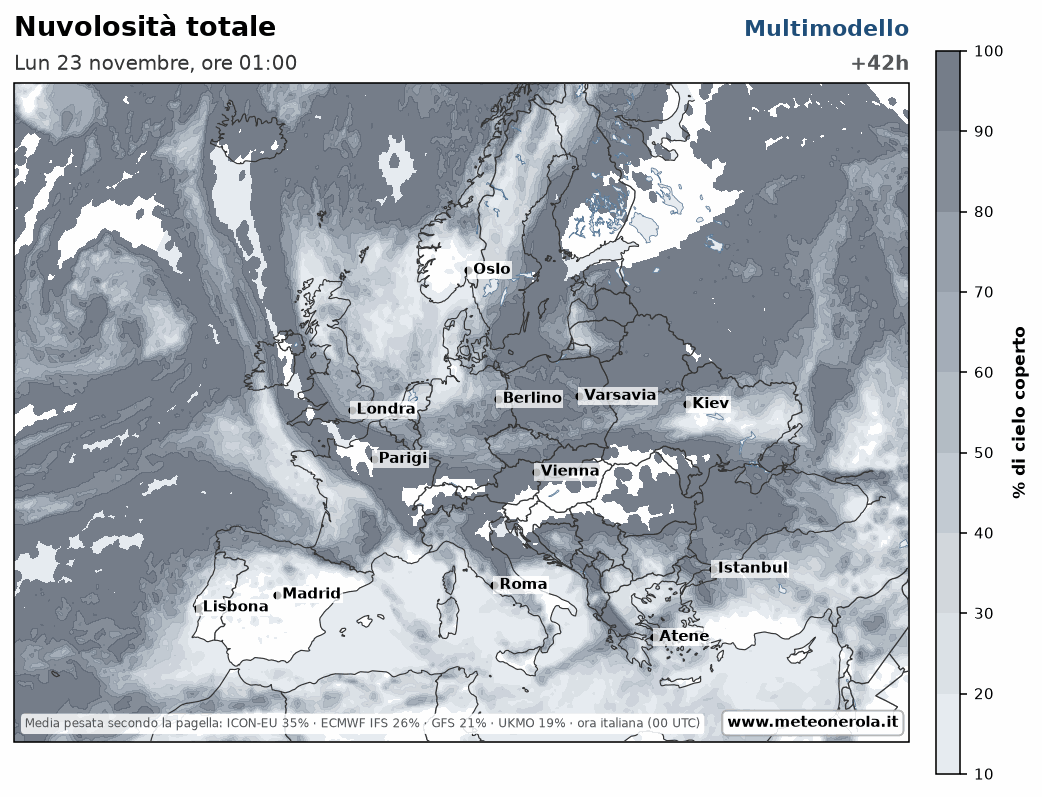 Nuvolosità totale
Multimodello
Lun 23 novembre, ore 01:00
+42h
100
90
80
70
60
50
40
30
20
10
% di cielo coperto
Oslo
Londra
Berlino
Varsavia
Kiev
Parigi
Vienna
Istanbul
Roma
Madrid
Lisbona
Atene
Media pesata secondo la pagella: ICON-EU 35% · ECMWF IFS 26% · GFS 21% · UKMO 19% · ora italiana (00 UTC)
www.meteonerola.it